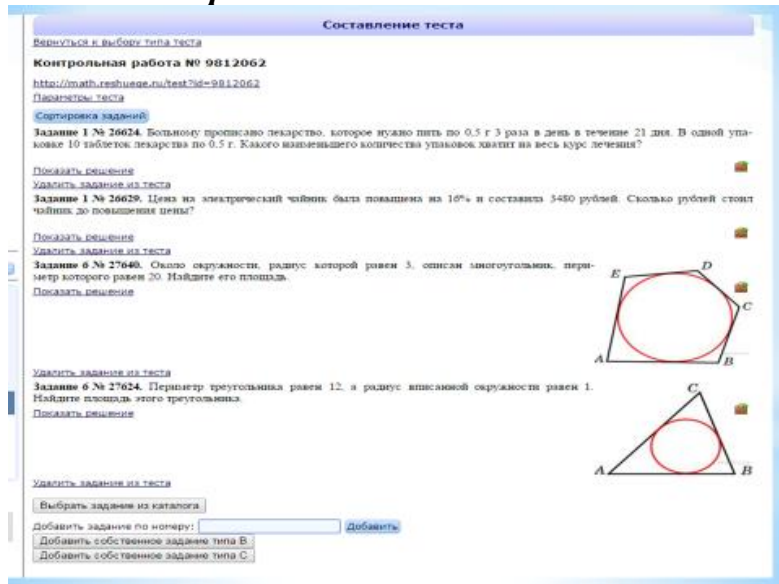 Составление теста
Вернуться к выбору типа теста
Контрольная работа № 9812062
http://math.reshuege.ru/test?id=9812062
Параметры теста
Сортировка заданий
Задание 1 № 26624. Больному прописано лекарство, которое нужно пить по 0,5 г 3 раза в день в течение 21 дня. В одной упа-
ковке 10 таблеток лекарства по 0,5 г. Какого наименьшего количества упаковок хватит на весь курс лечения?
Показать решение
Удалить задание из теста
Задание 1 № 26629. Цена на электрический чайник была повышена на 16% и составила 3480 рублей. Сколько рублей стоил
чайник до повышения цены?
Показать решение
Удалить задание из теста
Задание 6 № 27640. Около окружности, радиус которой равен 3, описан многоугольник, пери-
метр которого равен 20. Найдите его площадь.
Показать решение
E
D
C
A
B
Удалить задание из теста
Задание 6 № 27624. Периметр треугольника равен 12, а радиус вписанной окружности равен 1.
Найдите площадь этого треугольника.
Показать решение
C
A
B
Удалить задание из теста
Выбрать задание из каталога
Добавить задание по номеру:
Добавить
Добавить собственное задание типа B
Добавить собственное задание типа C